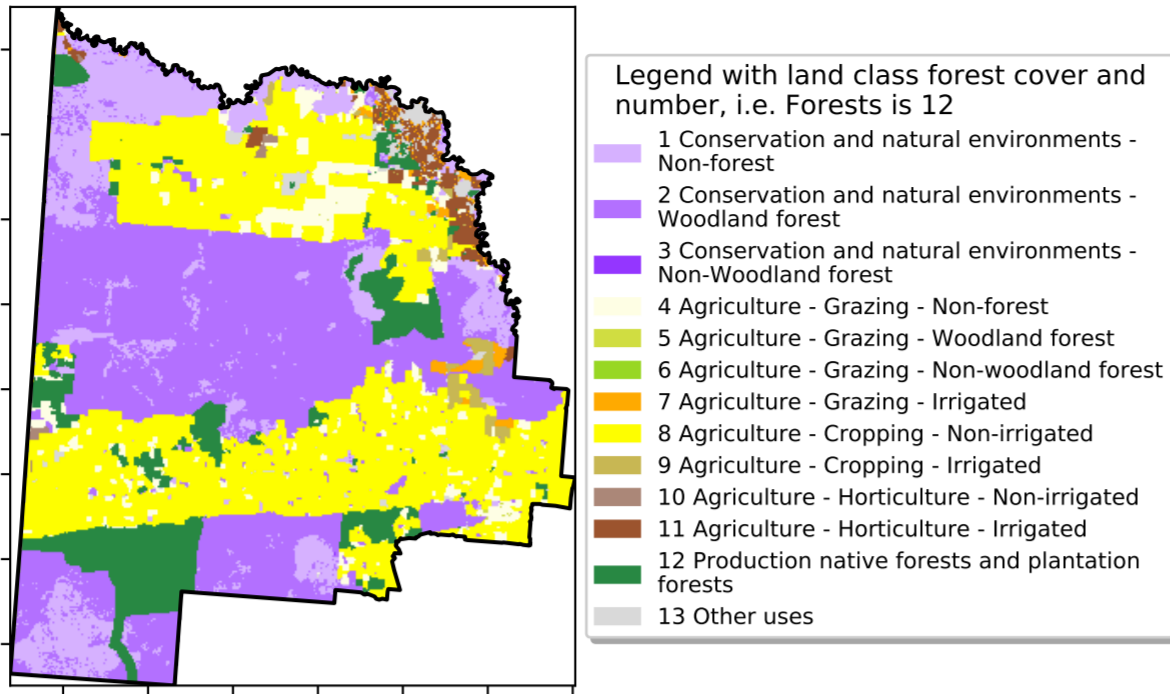 Legend with land class forest cover and
number, i.e. Forests is 12
1 Conservation and natural environments -
Non-forest
2 Conservation and natural environments -
Woodland forest
3 Conservation and natural environments -
Non-Woodland forest
4 Agriculture - Grazing - Non-forest
5 Agriculture - Grazing - Woodland forest
6 Agriculture - Grazing - Non-woodland forest
7 Agriculture - Grazing - Irrigated
8 Agriculture - Cropping - Non-irrigated
9 Agriculture - Cropping - Irrigated
10 Agriculture - Horticulture - Non-irrigated
11 Agriculture - Horticulture - Irrigated
12 Production native forests and plantation
forests
13 Other uses